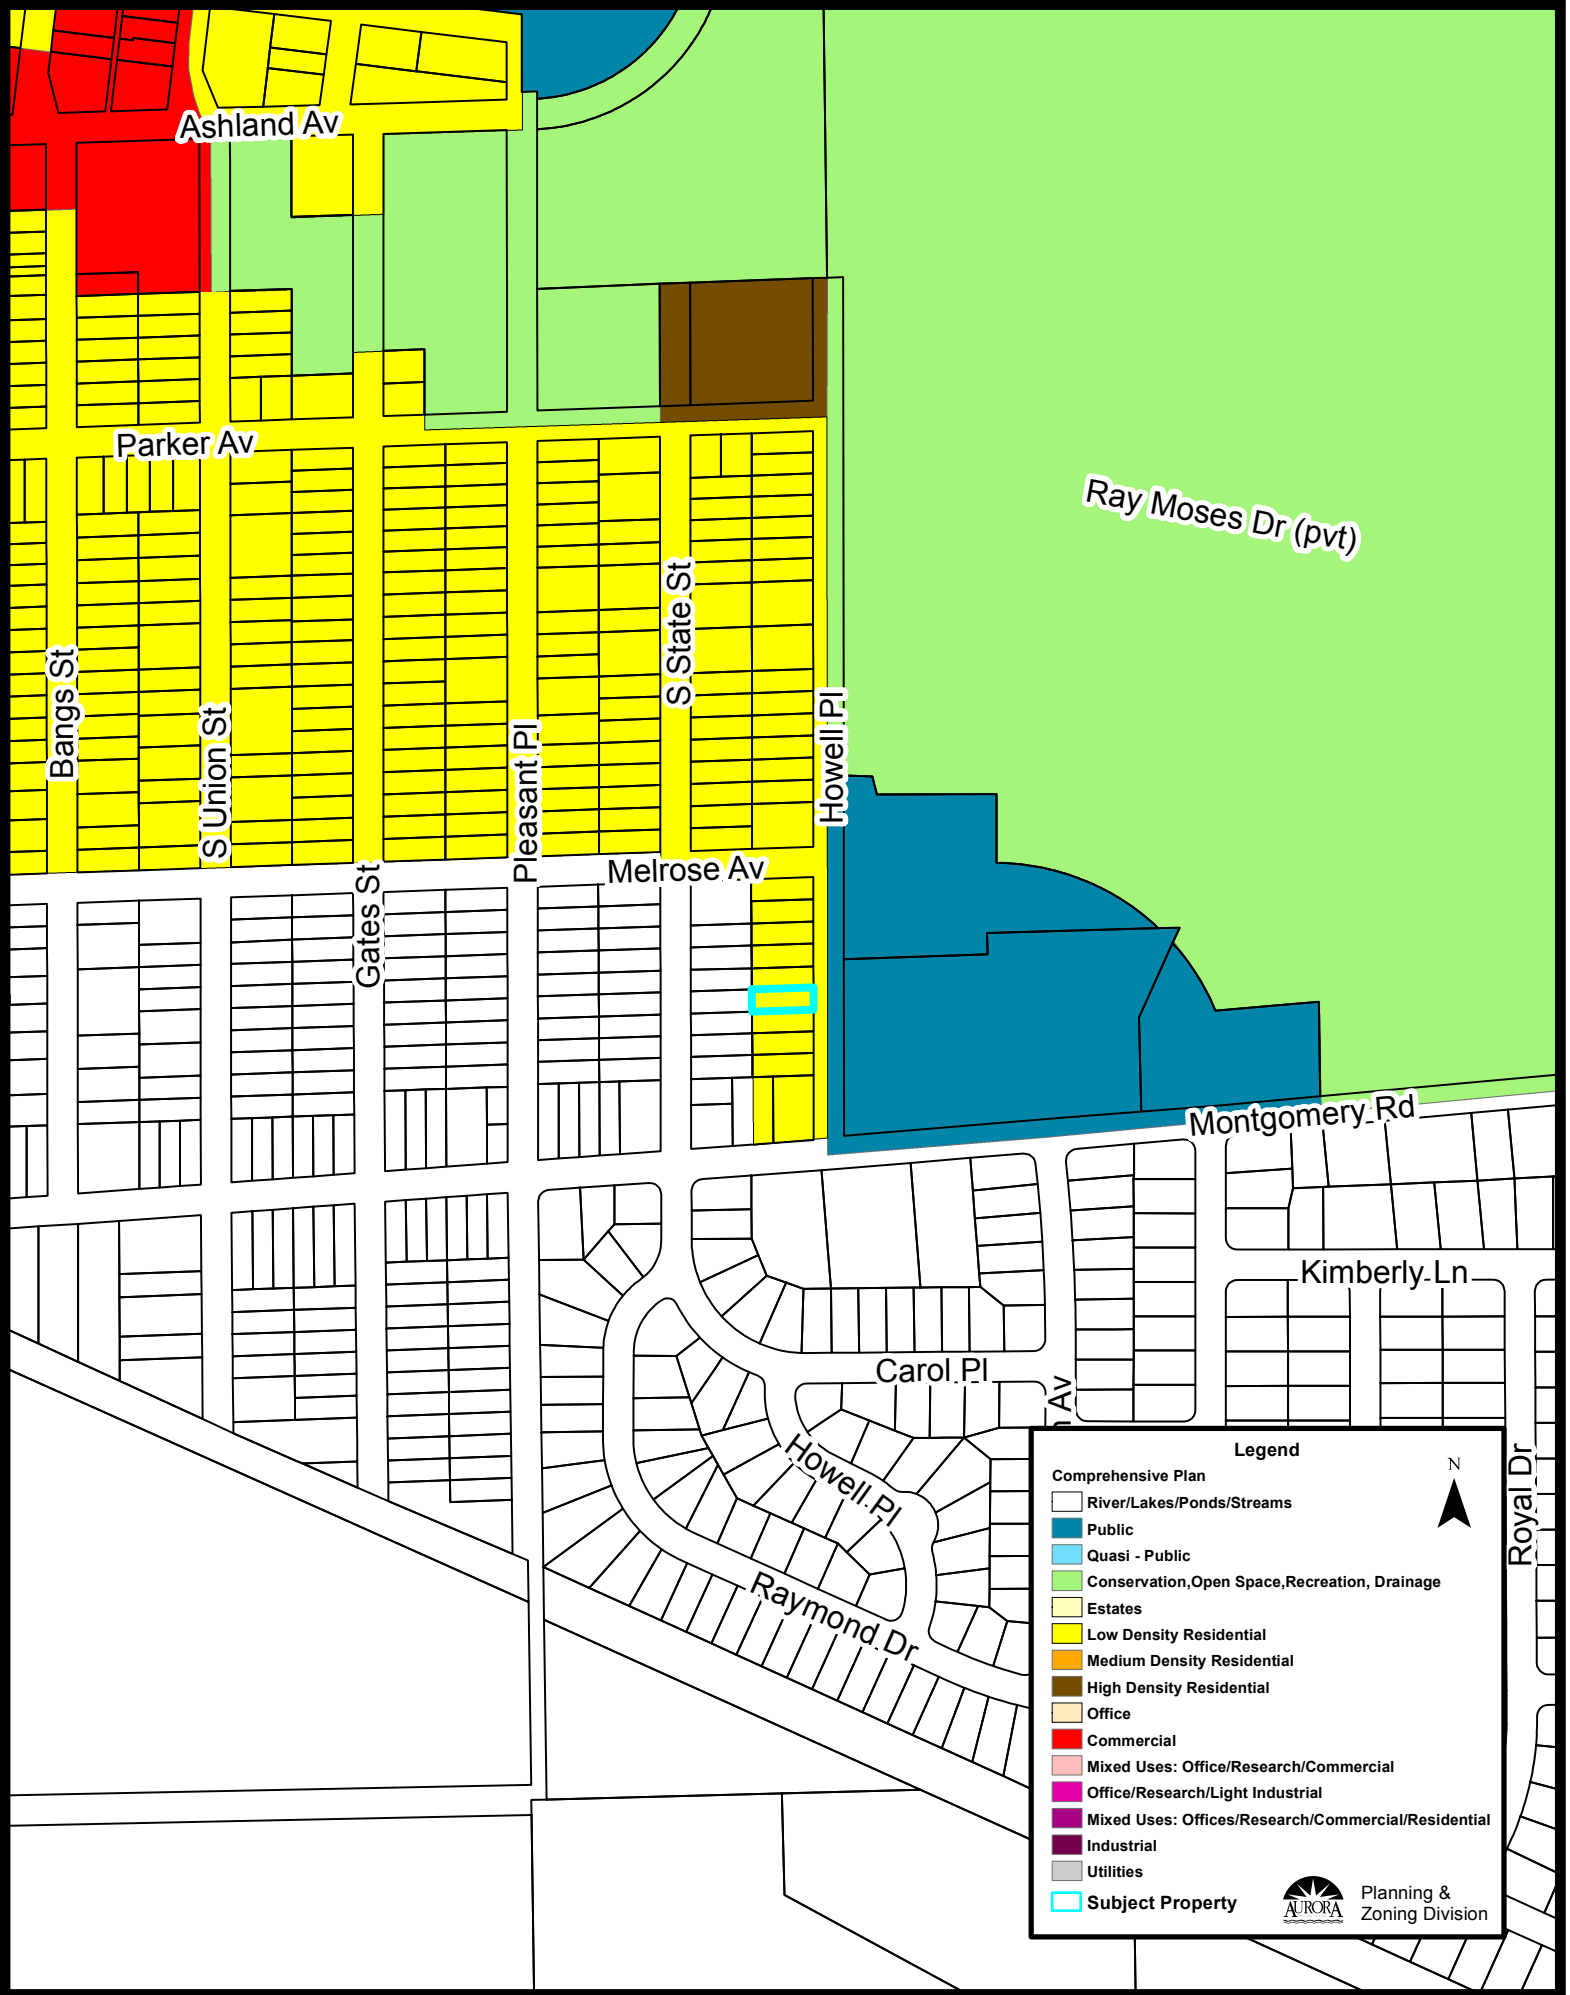 Ashland Av
Parker Av
Ray Moses Dr (pvt)
S State St
Bangs St
S Union St
Pleasant Pl
Howell Pl
Melrose Av
Gates St
Montgomery Rd
Kimberly Ln
Carol Pl
n Av
Howell Pl
Raymond Dr
Royal Dr
Legend
N
Comprehensive Plan
River/Lakes/Ponds/Streams
Public
Quasi - Public
Conservation,Open Space,Recreation, Drainage
Estates
Low Density Residential
Medium Density Residential
High Density Residential
Office
Commercial
Mixed Uses: Office/Research/Commercial
Office/Research/Light Industrial
Mixed Uses: Offices/Research/Commercial/Residential
Industrial
Utilities
Subject Property
AURORA
Planning &
Zoning Division